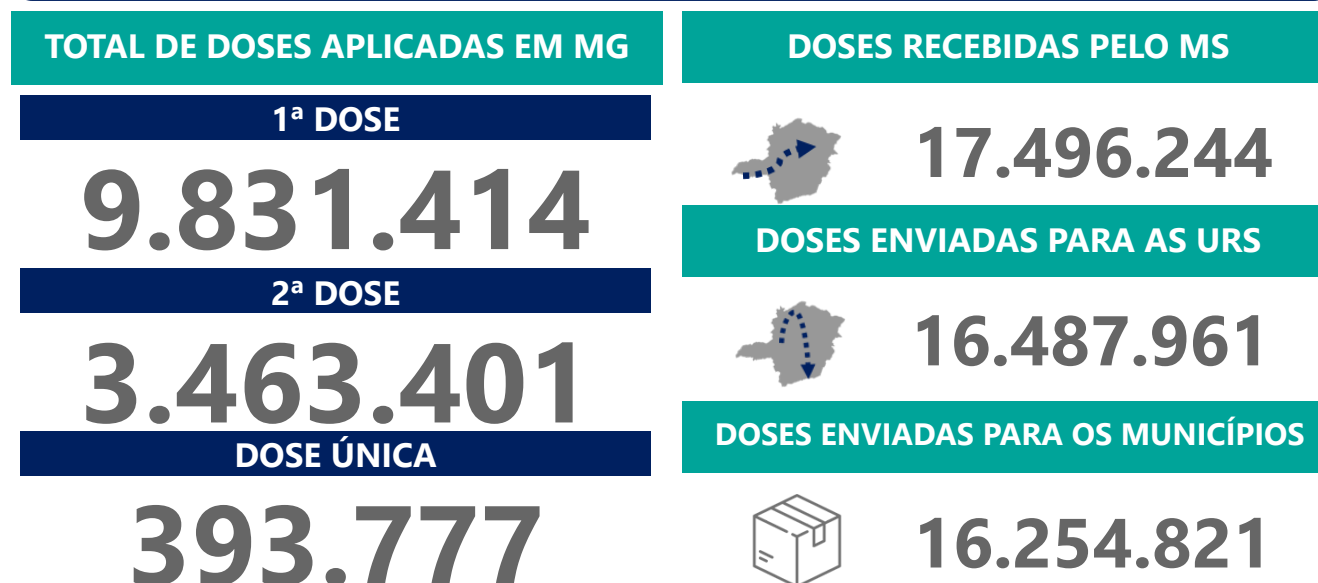 TOTAL DE DOSES APLICADAS EM MG
1ª DOSE
9.831.414
2ª DOSE
3.463.401
DOSE ÚNICA
393.777
DOSES RECEBIDAS PELO MS
17.496.244
DOSES ENVIADAS PARA AS URS
16.487.961
DOSES ENVIADAS PARA OS MUNICÍPIOS
16.254.821